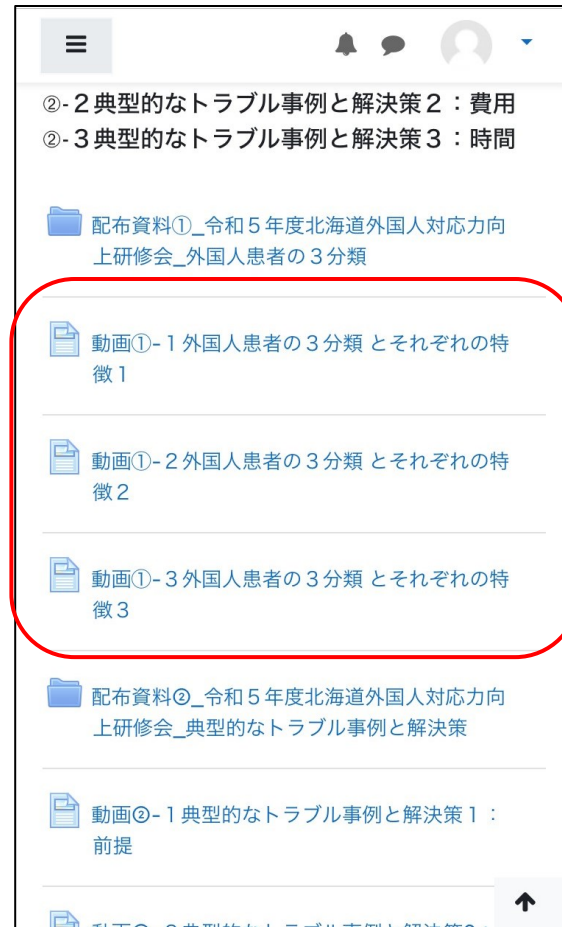 ②-２典型的なトラブル事例と解決策２：費用
②-３典型的なトラブル事例と解決策３：時間
配布資料①_令和５年度北海道外国人対応力向
上研修会_外国人患者の３分類
動画①-１外国人患者の３分類 とそれぞれの特
徴１
動画①-２外国人患者の３分類 とそれぞれの特
徴２
動画①-３外国人患者の３分類 とそれぞれの特
徴３
配布資料②_令和５年度北海道外国人対応力向
上研修会_典型的なトラブル事例と解決策
動画②-１典型的なトラブル事例と解決策１：
前提